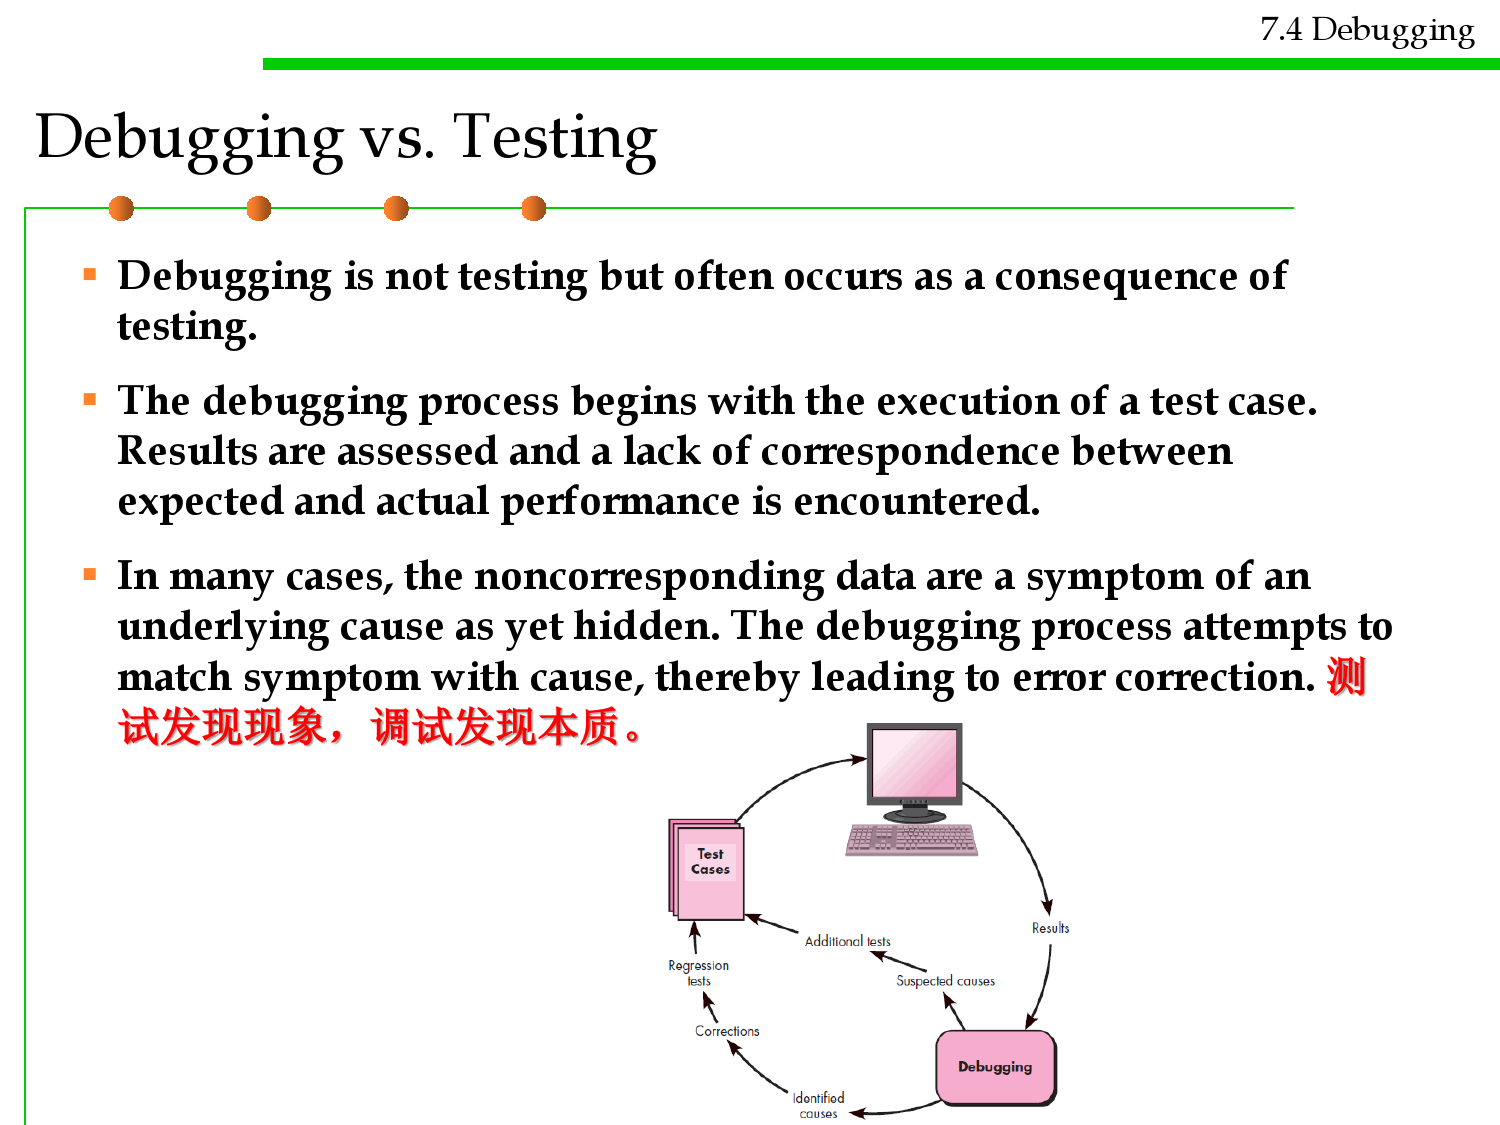 7.4 Debugging
Debugging vs. Testing
Debugging is not testing but often occurs as a consequence of
testing.
The debugging process begins with the execution of a test case.
Results are assessed and a lack of correspondence between
expected and actual performance is encountered.
In many cases, the noncorresponding data are a symptom of an
underlying cause as yet hidden. The debugging process attempts to
match symptom with cause, thereby leading to error correction. 测
试发现现象，调试发现本质。
Test
Cases
Results
Additional tests
Regression
tests
Suspected causes
Corrections
Debugging
Identified
causes